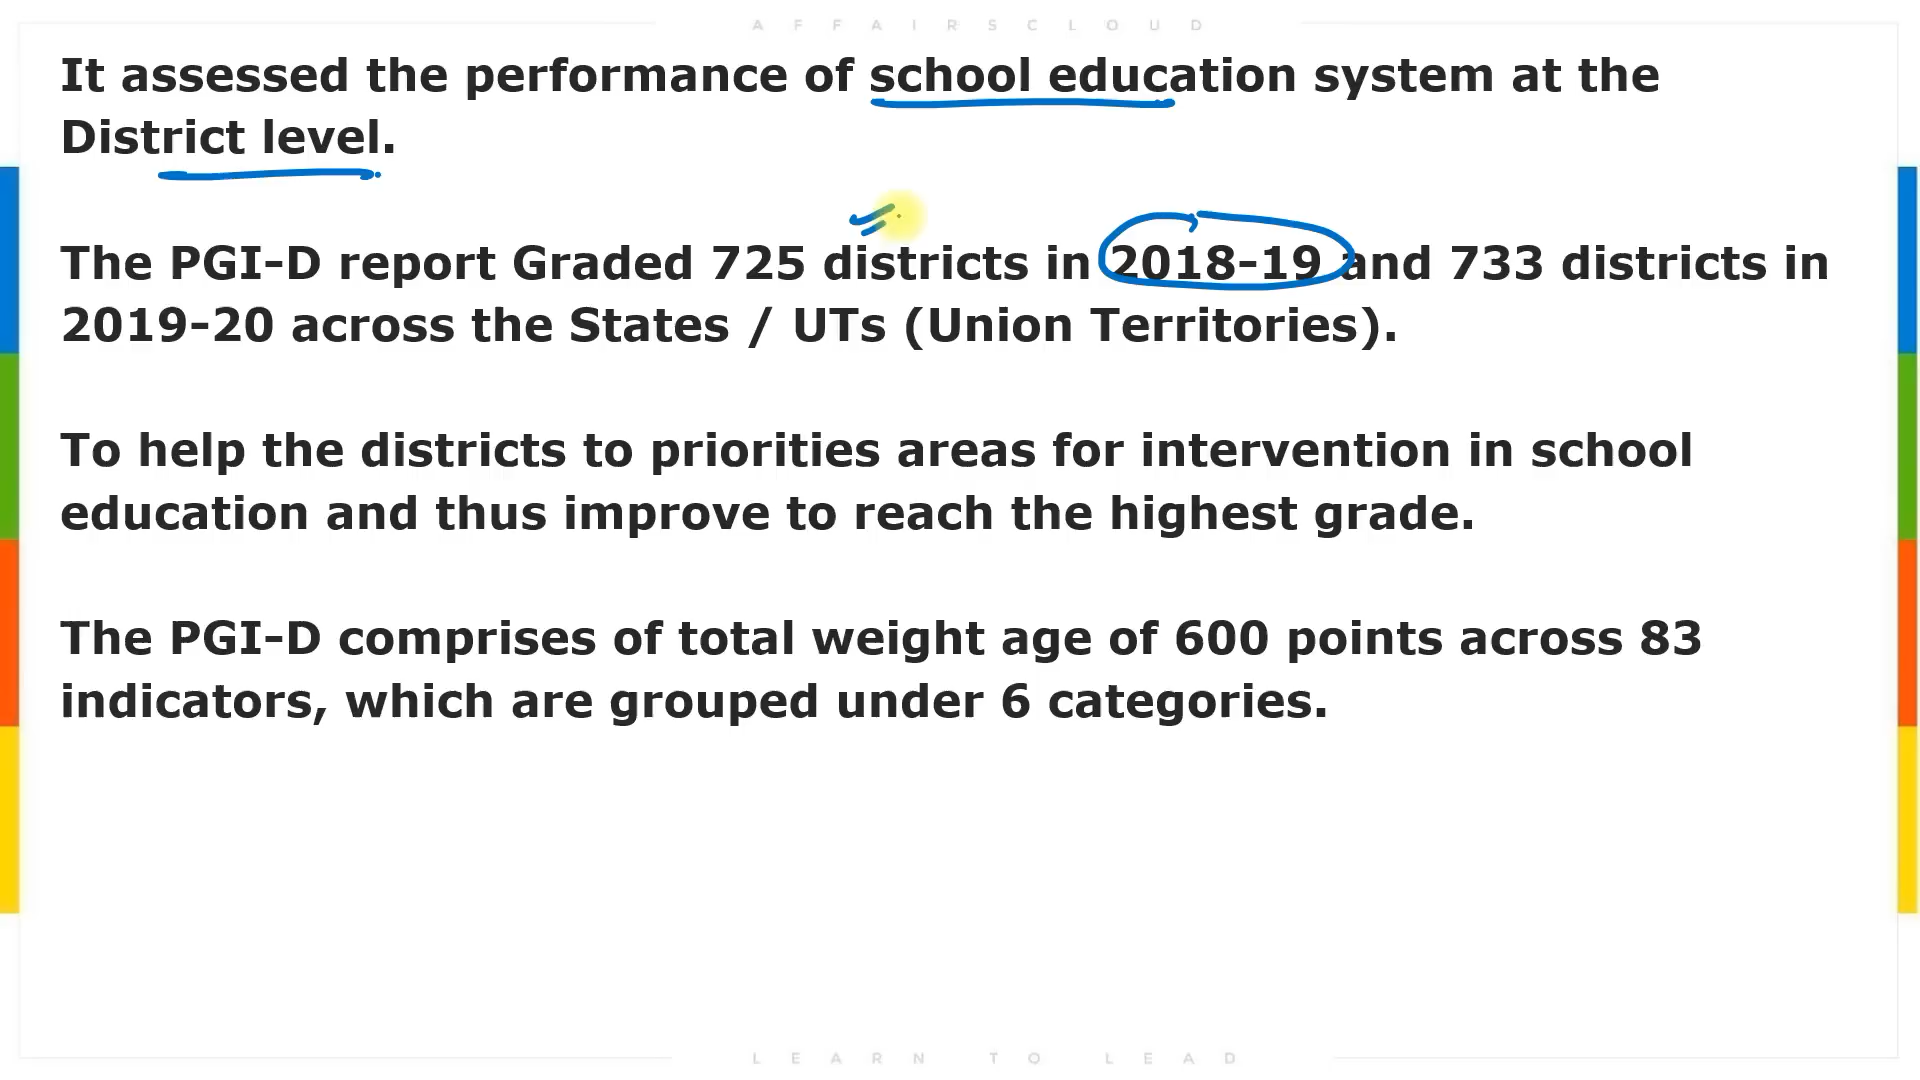 AFFAIRSCLOUD
It assessed the performance of school education system at the
District level.
The PGI-D report Graded 725 districts in 2018-19 and 733 districts in
2019-20 across the States / UTs (Union Territories).
To help the districts to priorities areas for intervention in school
education and thus improve to reach the highest grade.
The PGI-D comprises of total weight age of 600 points across 83
indicators, which are grouped under 6 categories.
LEARN TO LEAD